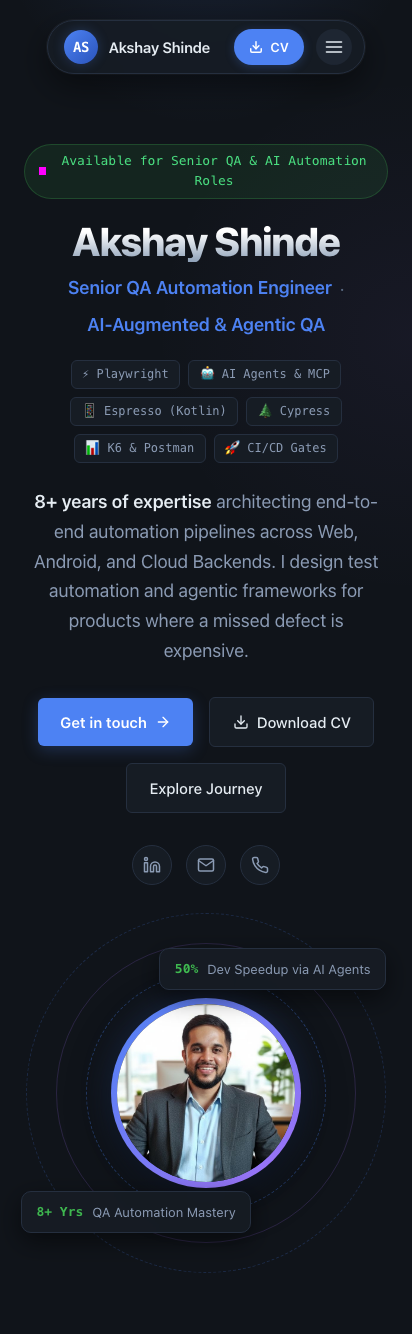 AS Akshay Shinde CV
Available for Senior QA & AI Automation
Roles
Akshay Shinde
Senior QA Automation Engineer ·
AI-Augmented & Agentic QA
⚡ Playwright 🤖 AI Agents & MCP
Espresso (Kotlin) 🌲 Cypress
📊 K6 & Postman 🚀 CI/CD Gates
8+ years of expertise architecting end-to-
end automation pipelines across Web,
Android, and Cloud Backends. I design test
automation and agentic frameworks for
products where a missed defect is
expensive.
Get in touch → Download CV
Explore Journey
in
50% Dev Speedup via AI Agents
8+ Yrs QA Automation Mastery